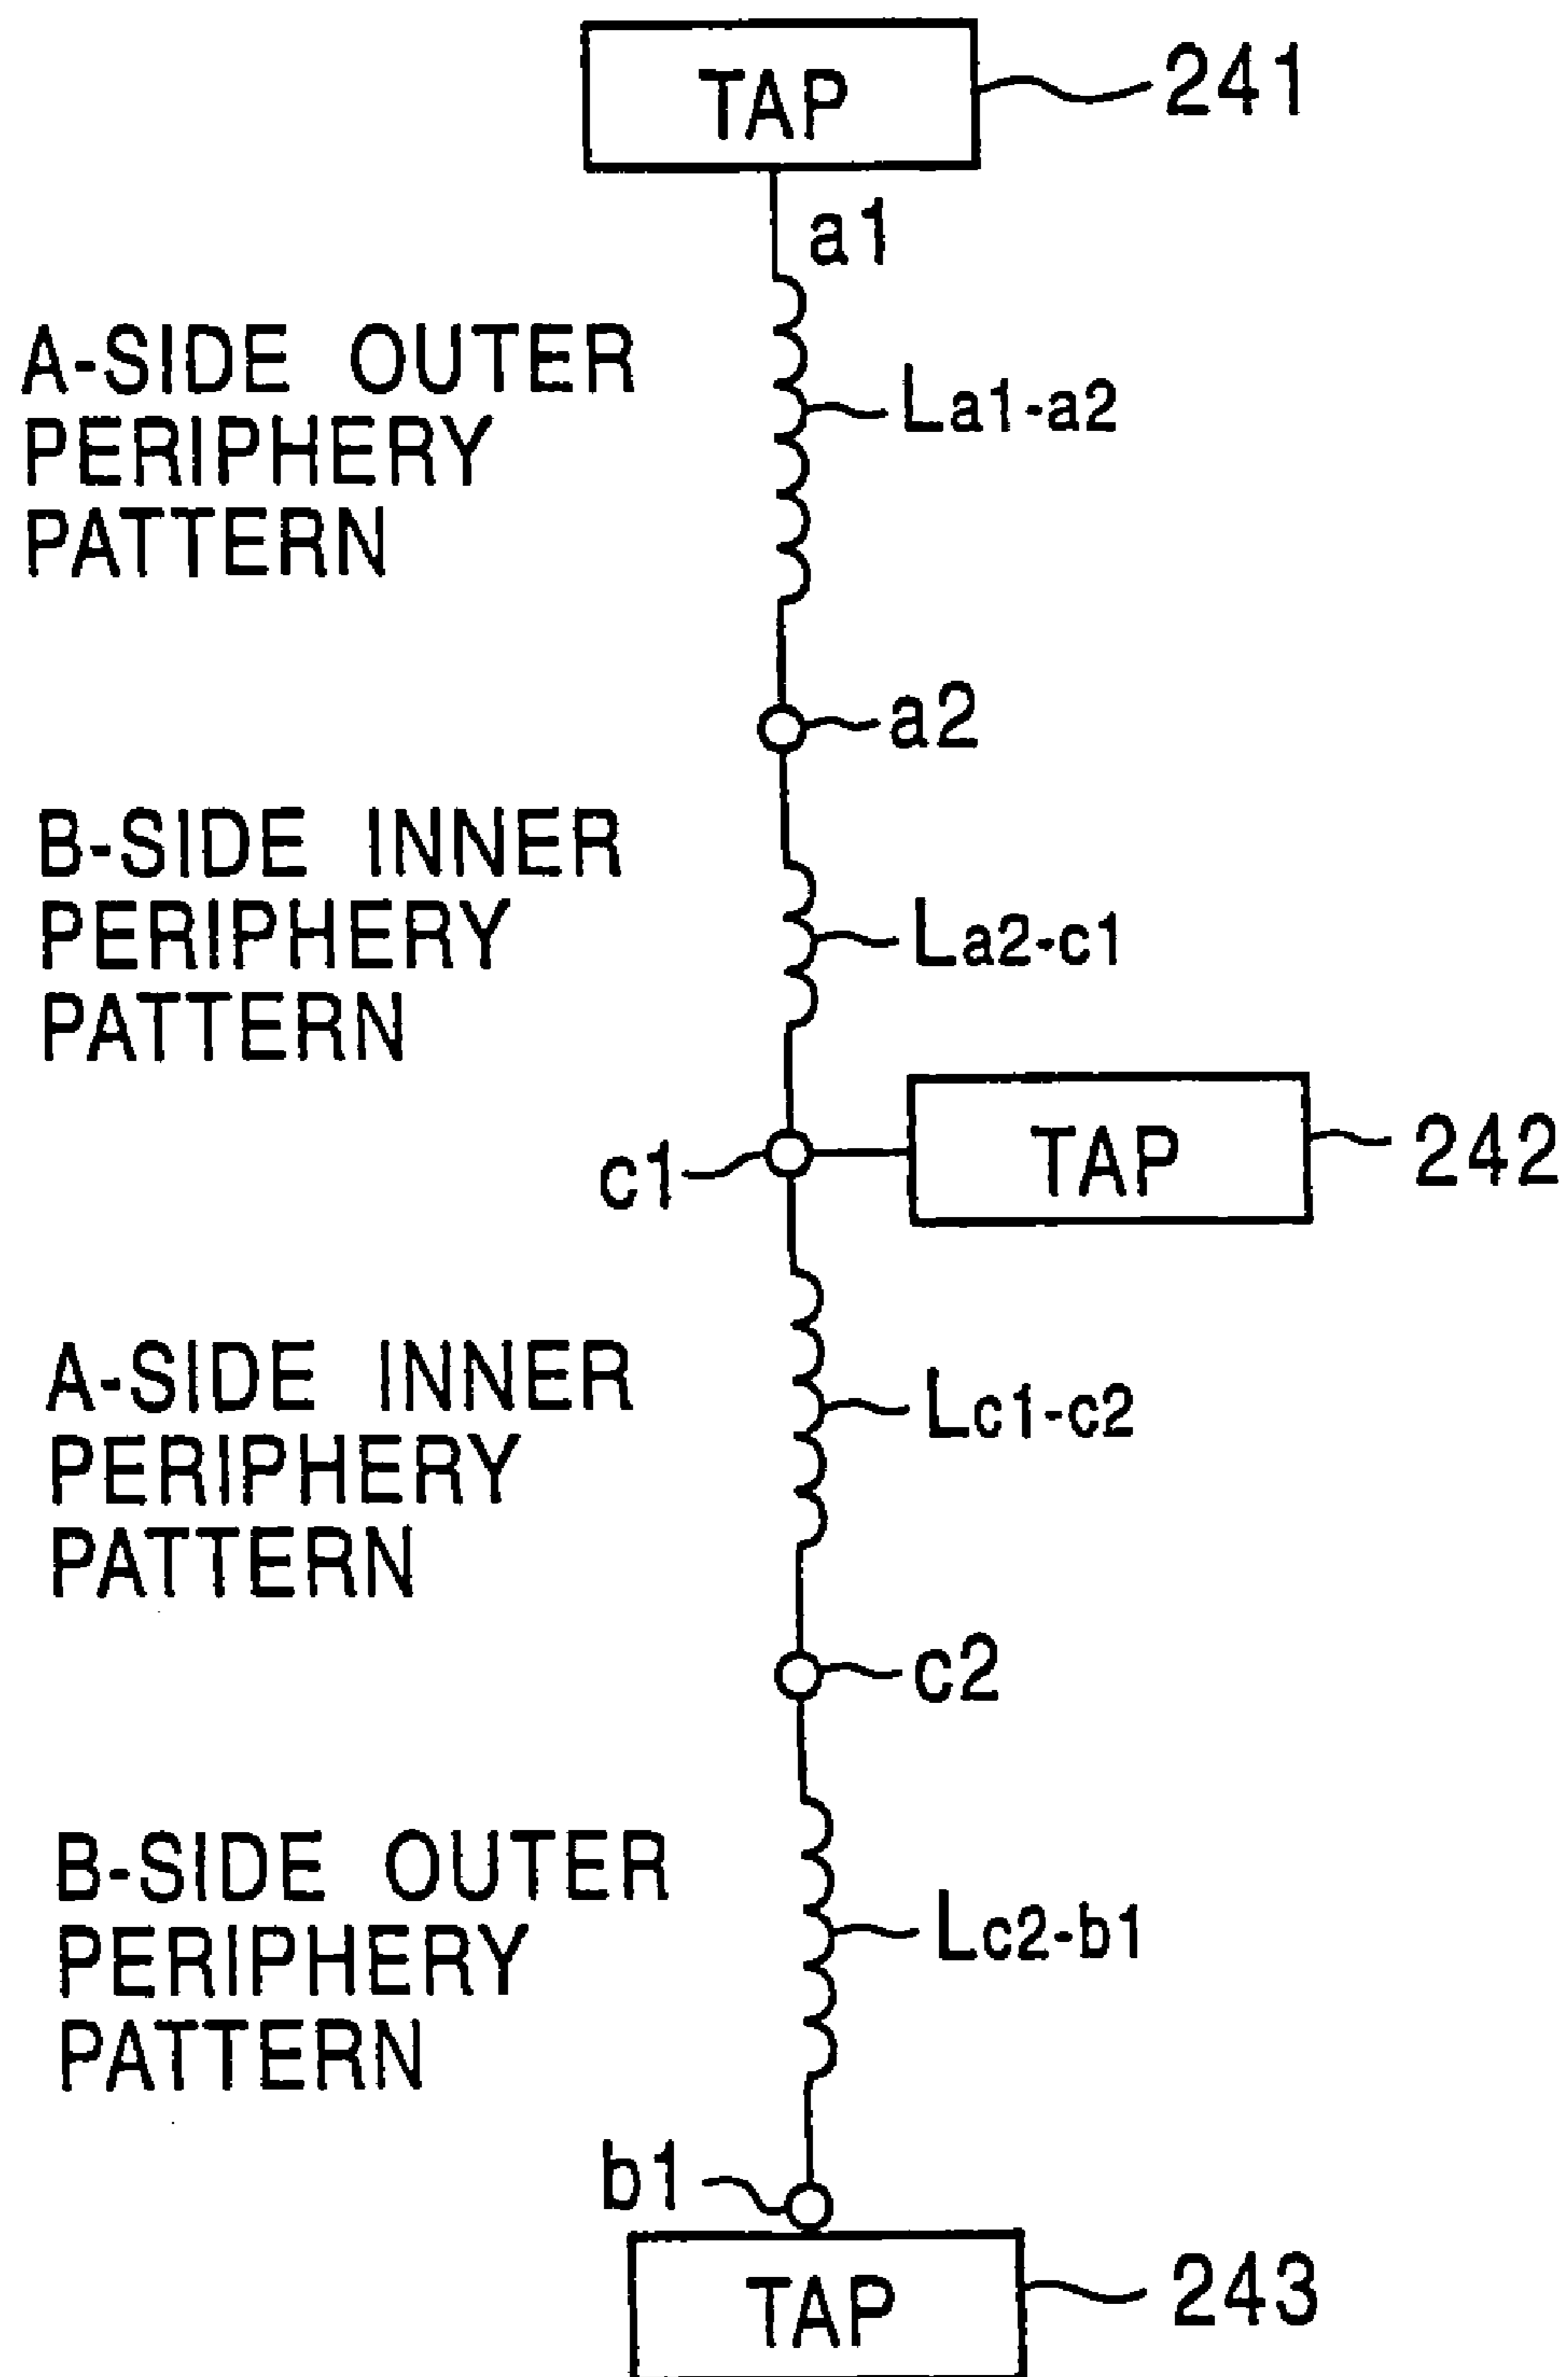 TAP
241
a1
A-SIDE OUTER
PERIPHERY
PATTERN
La1-a2
a2
B-SIDE INNER
PERIPHERY
PATTERN
La2-c1
c1
TAP
242
A-SIDE INNER
PERIPHERY
PATTERN
Lc1-c2
c2
B-SIDE OUTER
PERIPHERY
PATTERN
Lc2-b1
b1
TAP
243